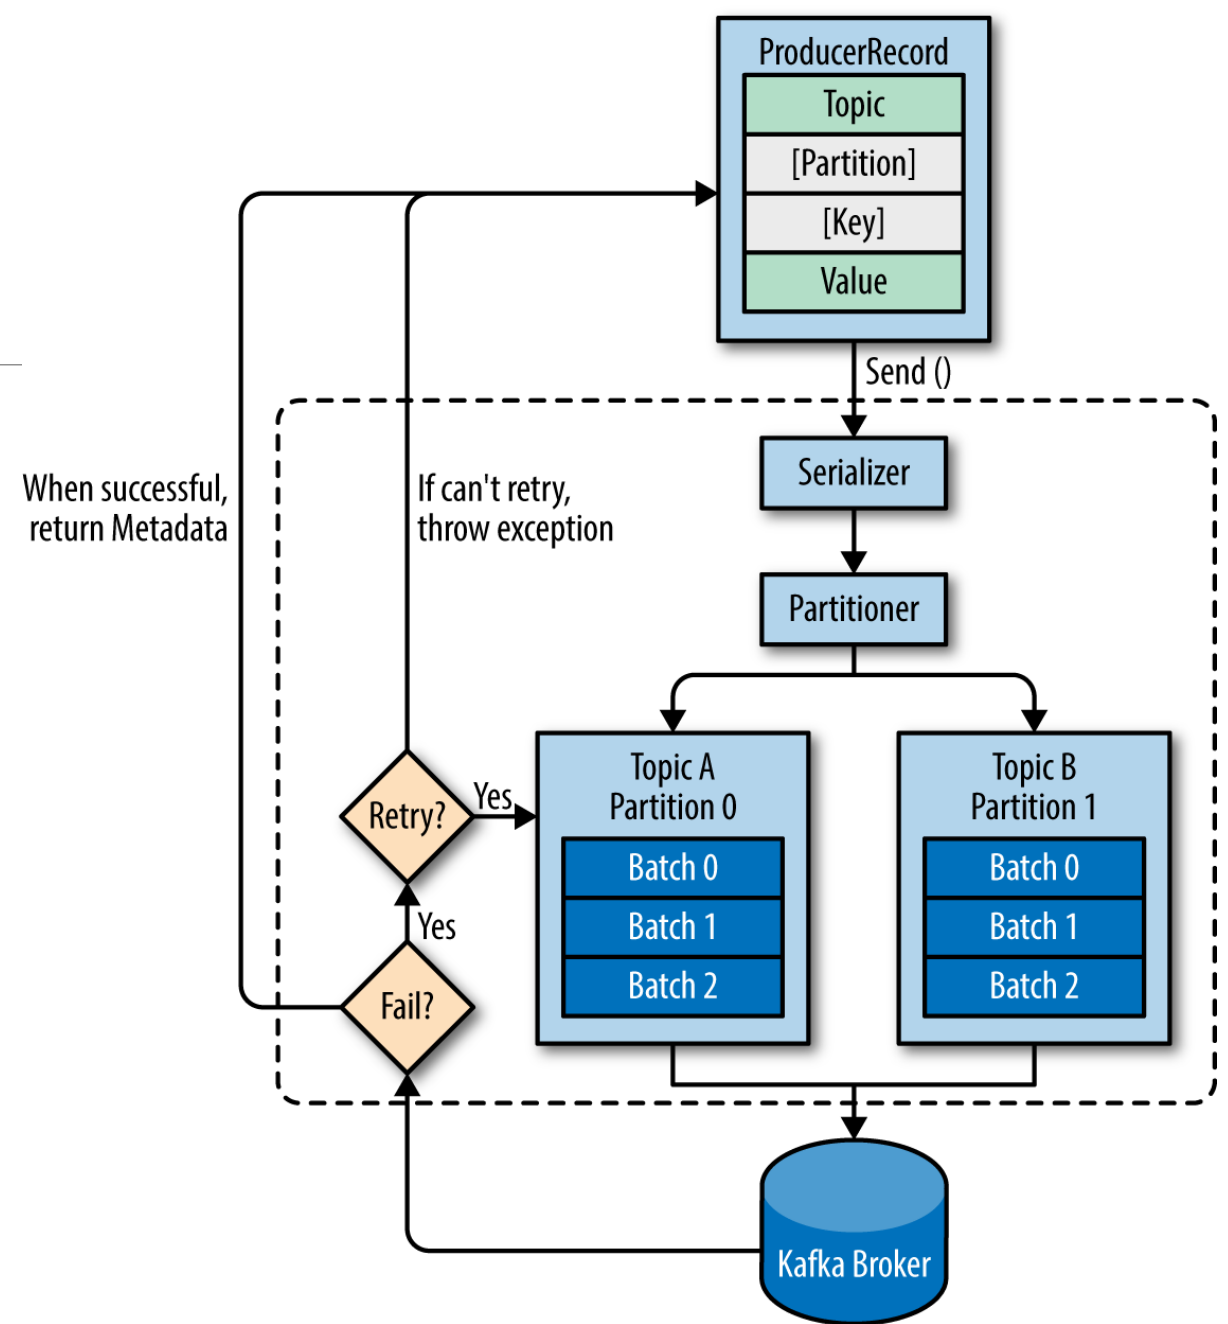 ProducerRecord
Topic
[Partition]
[Key]
Value
Send ()
When successful,
return Metadata
If can't retry,
throw exception
Serializer
Partitioner
Topic A
Partition 0
Batch 0
Batch 1
Batch 2
Topic B
Partition 1
Batch 0
Batch 1
Batch 2
Retry?
Yes
Yes
Fail?
Kafka Broker